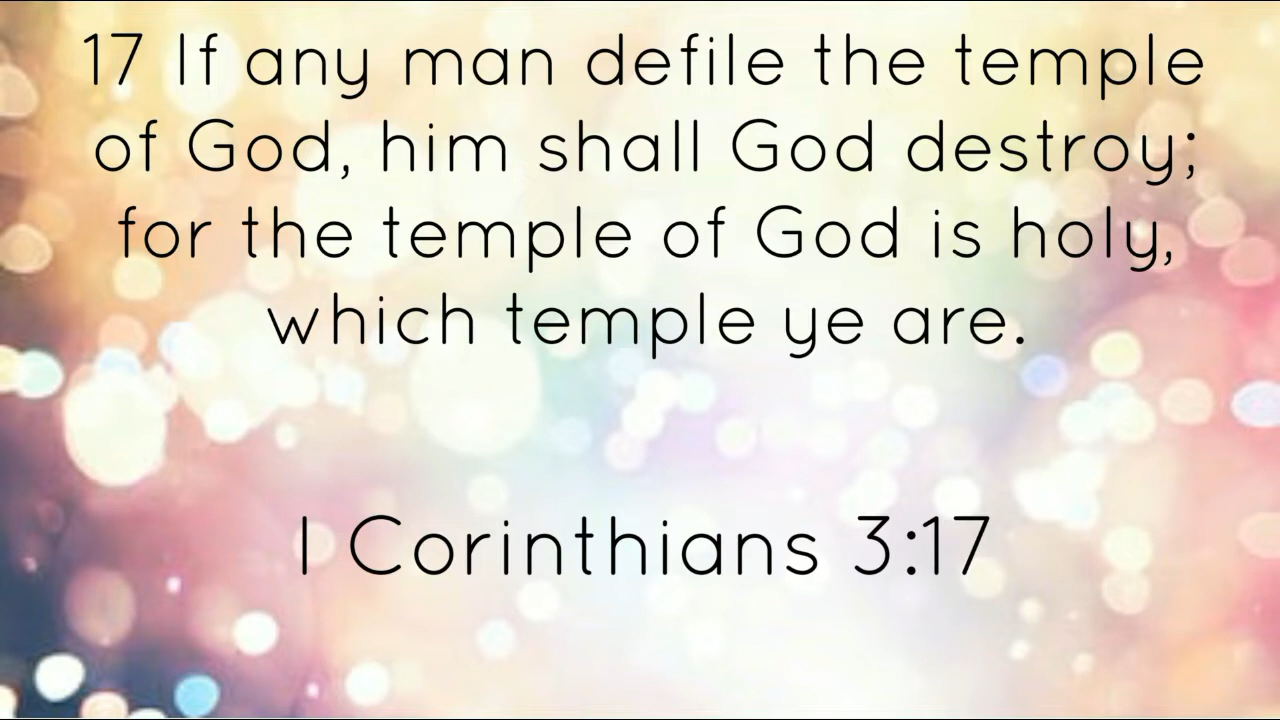 17 If any man defile the temple
of God, him shall God destroy;
for the temple of God is holy,
which temple ye are.
I Corinthians 3:17